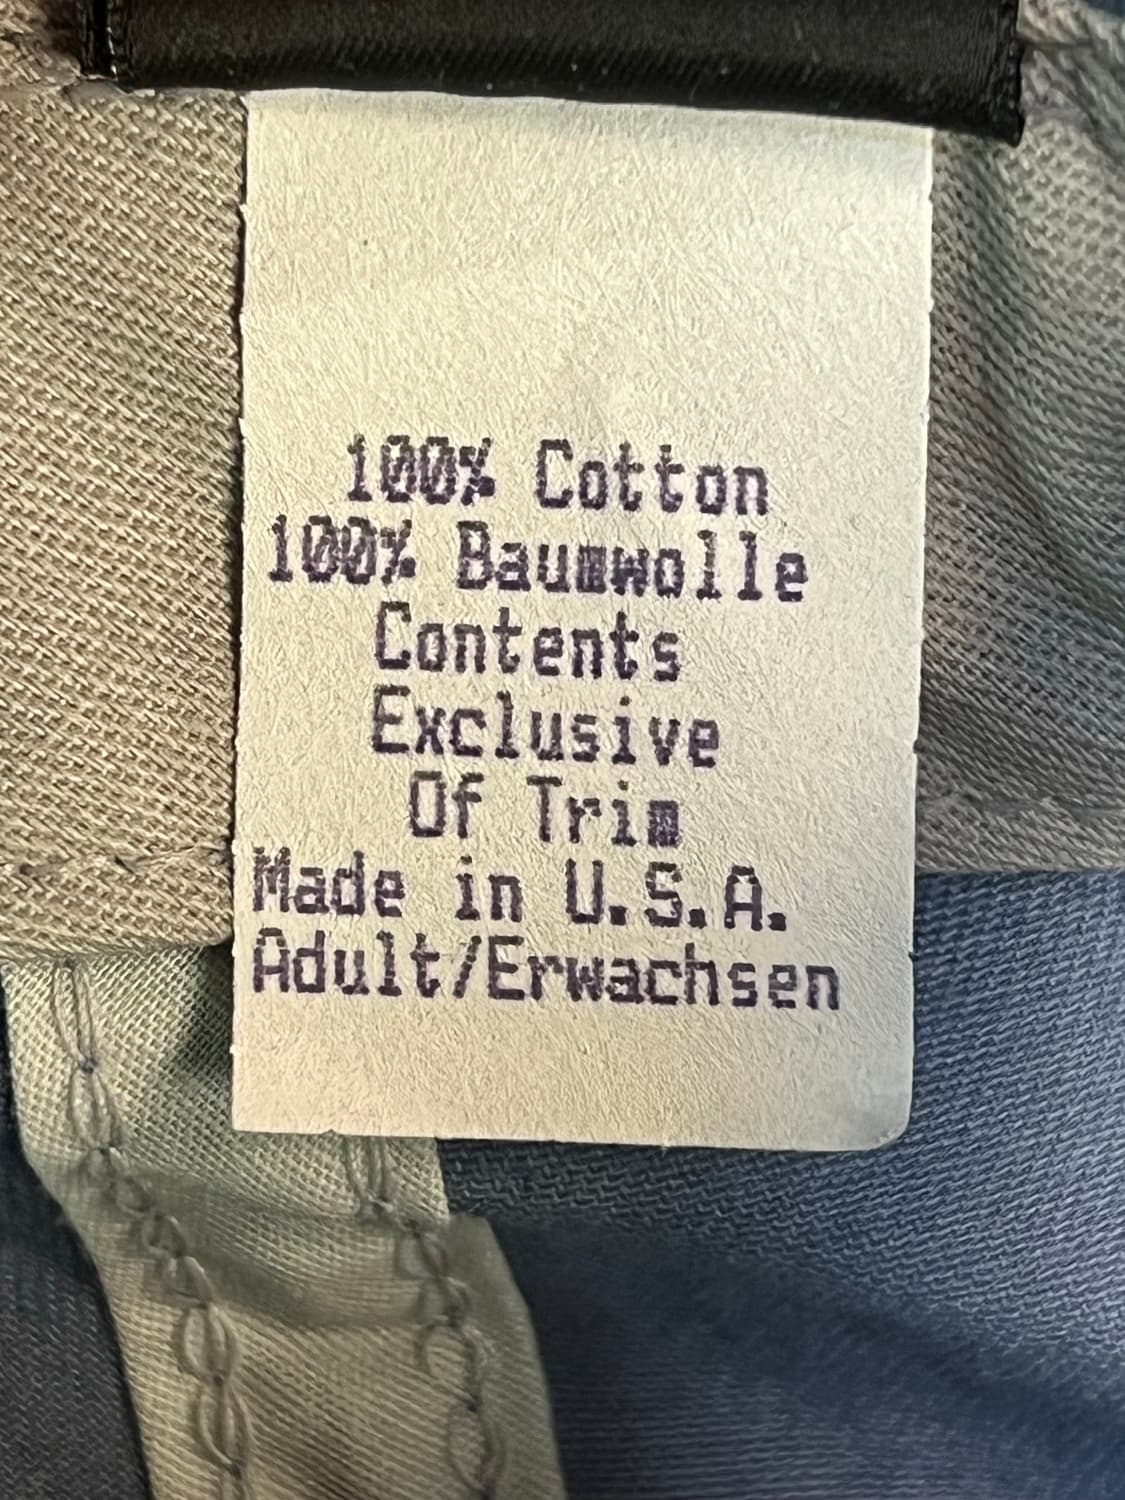 100% Cotton
100% Baumwolle
Contents
Exclusive
Of Trim
Made in U.S.A.
Adult/Erwachsen